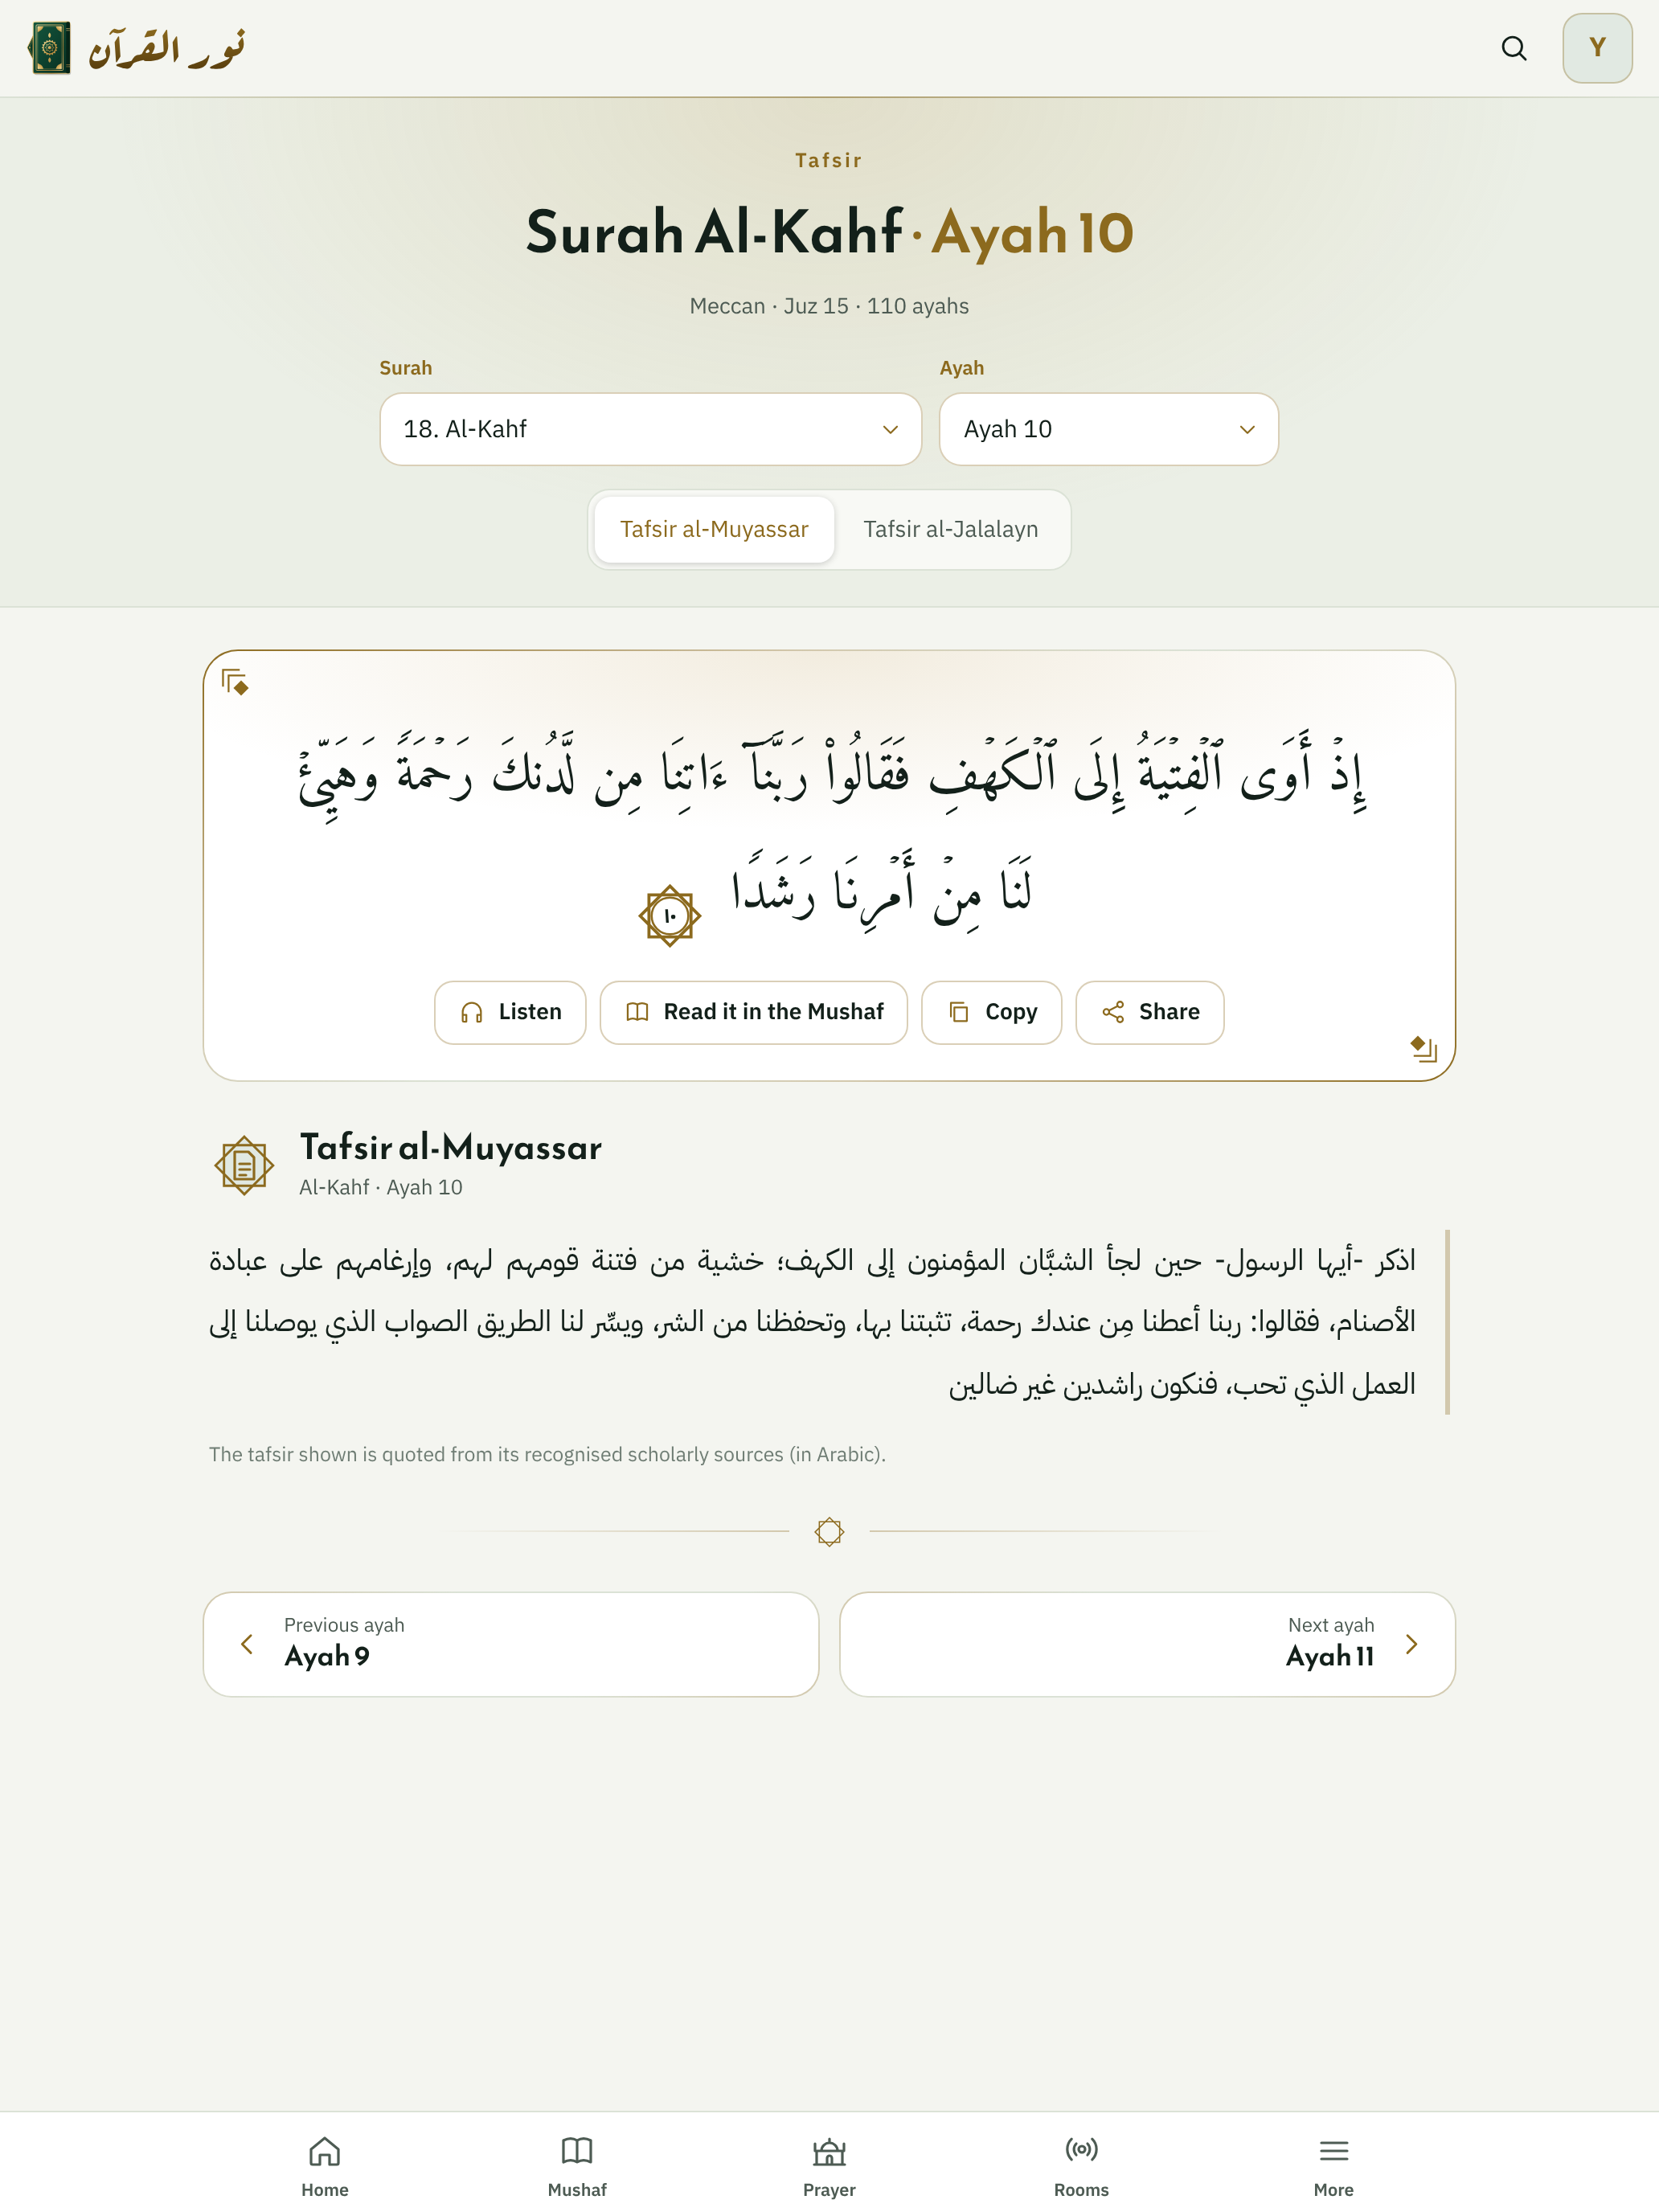 نور القرآن
Y
Tafsir
Surah Al-Kahf · Ayah 10
Meccan · Juz 15 · 110 ayahs
Surah
Ayah
18. Al-Kahf
Ayah 10
Tafsir al-Muyassar
Tafsir al-Jalalayn
إِذۡ أَوَى ٱلۡفِتۡيَةُ إِلَى ٱلۡكَهۡفِ فَقَالُواْ رَبَّنَآ ءَاتِنَا مِن لَّدُنكَ رَحۡمَةٗ وَهَيِّئۡ
لَنَا مِنۡ أَمۡرِنَا رَشَدٗا ١٠
Listen
Read it in the Mushaf
Copy
Share
Tafsir al-Muyassar
Al-Kahf · Ayah 10
اذكر -أيها الرسول- حين لجأ الشبَّان المؤمنون إلى الكهف؛ خشية من فتنة قومهم لهم، وإرغامهم على عبادة
الأصنام، فقالوا: ربنا أعطنا مِن عندك رحمة، تثبتنا بها، وتحفظنا من الشر، ويسِّر لنا الطريق الصواب الذي يوصلنا إلى
العمل الذي تحب، فنكون راشدين غير ضالين
The tafsir shown is quoted from its recognised scholarly sources (in Arabic).
Previous ayah
Ayah 9
Next ayah
Ayah 11
Home
Mushaf
Prayer
Rooms
More